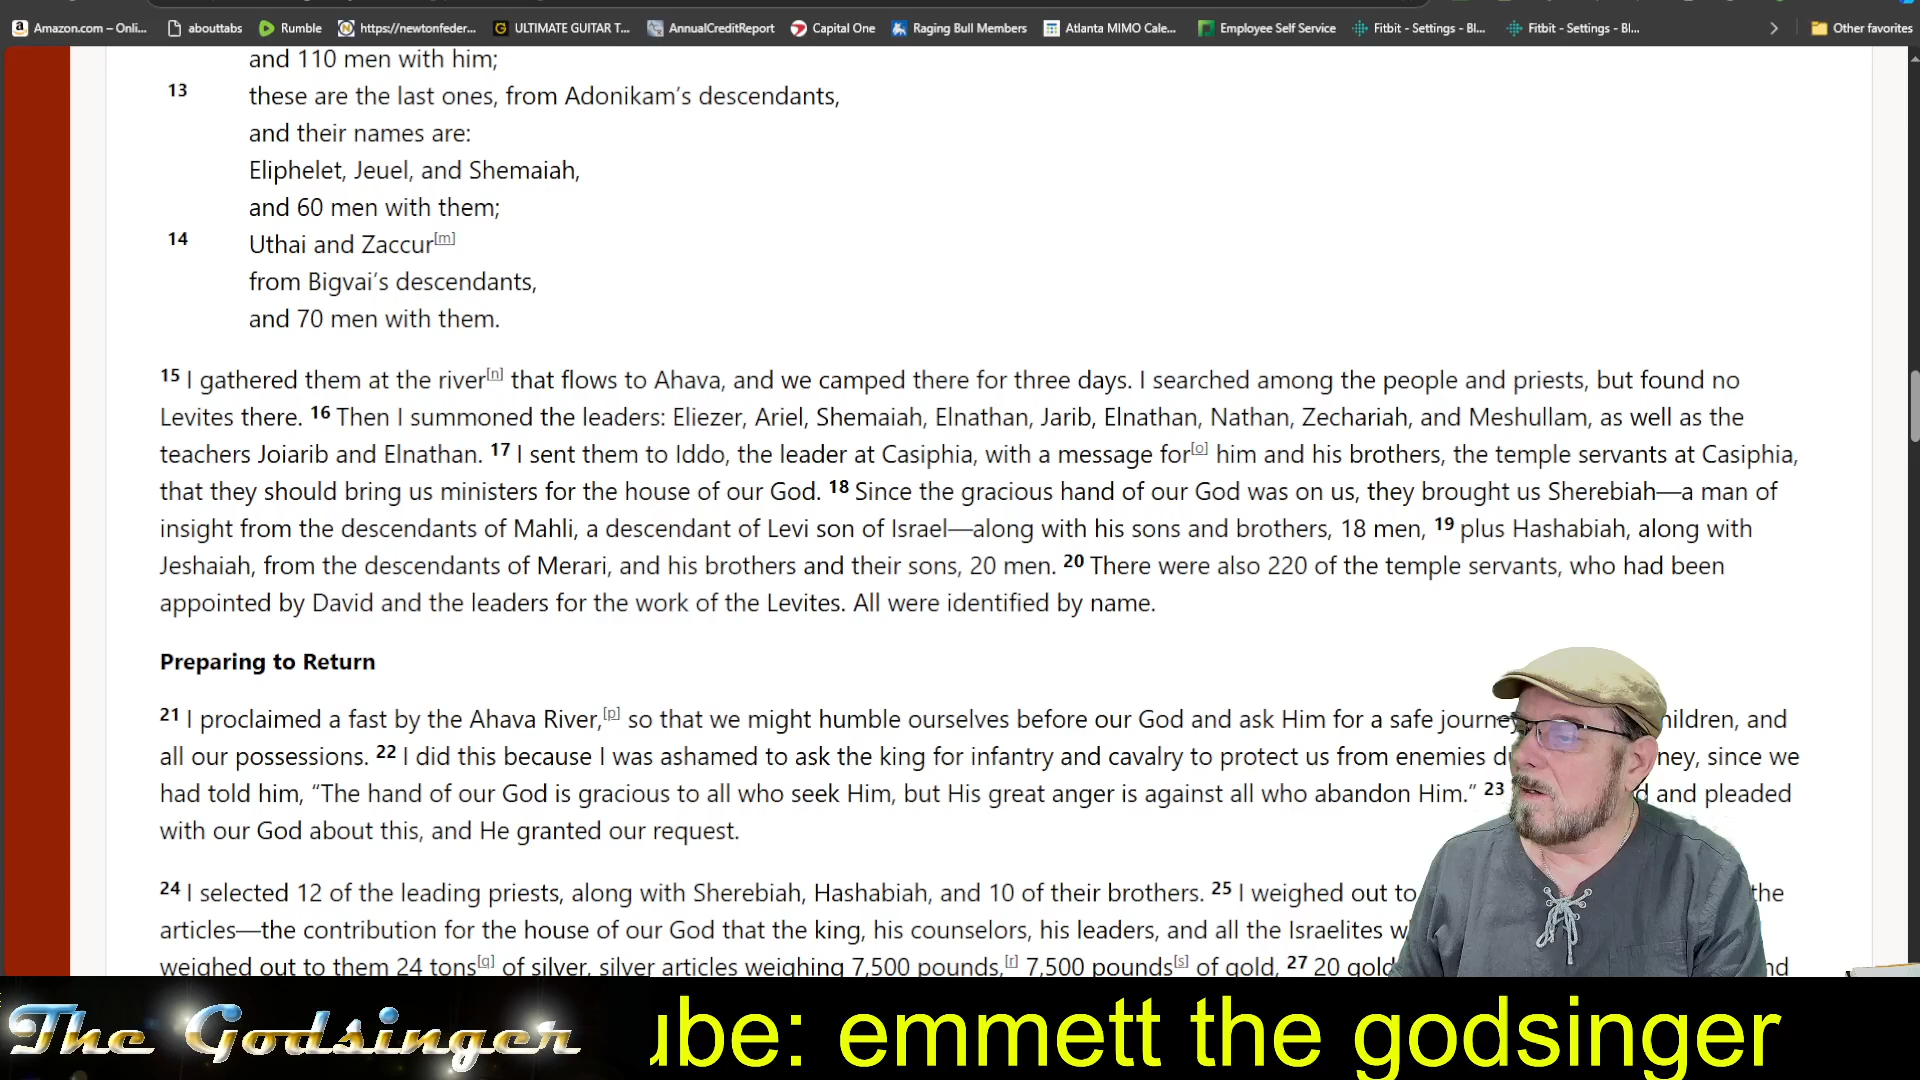 Amazon.com – Onli...
abouttabs
Rumble
https://newtonfeder...
ULTIMATE GUITAR T...
AnnualCreditReport
Capital One
Raging Bull Members
Atlanta MIMO Cale...
Employee Self Service
Fitbit - Settings - Bl...
Fitbit - Settings - Bl...
Other favorites
and 110 men with him;
13 these are the last ones, from Adonikam’s descendants,
and their names are:
Eliphelet, Jeuel, and Shemaiah,
and 60 men with them;
14 Uthai and Zaccur[m]
from Bigvai’s descendants,
and 70 men with them.
15 I gathered them at the river[n] that flows to Ahava, and we camped there for three days. I searched among the people and priests, but found no
Levites there. 16 Then I summoned the leaders: Eliezer, Ariel, Shemaiah, Elnathan, Jarib, Elnathan, Nathan, Zechariah, and Meshullam, as well as the
teachers Joiarib and Elnathan. 17 I sent them to Iddo, the leader at Casiphia, with a message for[o] him and his brothers, the temple servants at Casiphia,
that they should bring us ministers for the house of our God. 18 Since the gracious hand of our God was on us, they brought us Sherebiah—a man of
insight from the descendants of Mahli, a descendant of Levi son of Israel—along with his sons and brothers, 18 men, 19 plus Hashabiah, along with
Jeshaiah, from the descendants of Merari, and his brothers and their sons, 20 men. 20 There were also 220 of the temple servants, who had been
appointed by David and the leaders for the work of the Levites. All were identified by name.
Preparing to Return
21 I proclaimed a fast by the Ahava River,[p] so that we might humble ourselves before our God and ask Him for a safe journey hildren, and
all our possessions. 22 I did this because I was ashamed to ask the king for infantry and cavalry to protect us from enemies d ney, since we
had told him, “The hand of our God is gracious to all who seek Him, but His great anger is against all who abandon Him.” 23 d and pleaded
with our God about this, and He granted our request.
24 I selected 12 of the leading priests, along with Sherebiah, Hashabiah, and 10 of their brothers. 25 I weighed out to the
articles—the contribution for the house of our God that the king, his counselors, his leaders, and all the Israelites w
weighed out to them 24 tons[q] of silver, silver articles weighing 7,500 pounds,[r] 7,500 pounds[s] of gold, 27 20 gold nd
The Godsinger
ube: emmett the godsinger